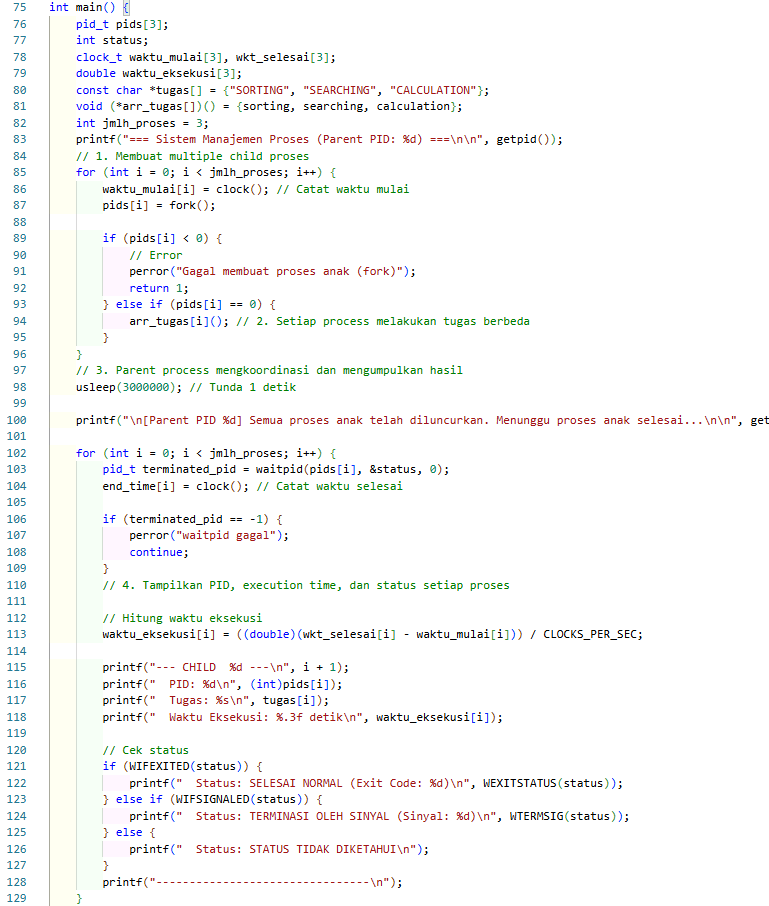 75 int main() {
76 pid_t pids[3];
77 int status;
78 clock_t waktu_mulai[3], wkt_selesai[3];
79 double waktu_eksekusi[3];
80 const char *tugas[] = {"SORTING", "SEARCHING", "CALCULATION"};
81 void (*arr_tugas[])() = {sorting, searching, calculation};
82 int jmlh_proses = 3;
83 printf("=== Sistem Manajemen Proses (Parent PID: %d) ===\n\n", getpid());
84 // 1. Membuat multiple child proses
85 for (int i = 0; i < jmlh_proses; i++) {
86 waktu_mulai[i] = clock(); // Catat waktu mulai
87 pids[i] = fork();
88
89 if (pids[i] < 0) {
90 // Error
91 perror("Gagal membuat proses anak (fork)");
92 return 1;
93 } else if (pids[i] == 0) {
94 arr_tugas[i](); // 2. Setiap process melakukan tugas berbeda
95 }
96 }
97 // 3. Parent process mengkoordinasi dan mengumpulkan hasil
98 usleep(3000000); // Tunda 1 detik
99
100 printf("\n[Parent PID %d] Semua proses anak telah diluncurkan. Menunggu proses anak selesai...\n\n", get
101
102 for (int i = 0; i < jmlh_proses; i++) {
103 pid_t terminated_pid = waitpid(pids[i], &status, 0);
104 end_time[i] = clock(); // Catat waktu selesai
105
106 if (terminated_pid == -1) {
107 perror("waitpid gagal");
108 continue;
109 }
110 // 4. Tampilkan PID, execution time, dan status setiap proses
111
112 // Hitung waktu eksekusi
113 waktu_eksekusi[i] = ((double)(wkt_selesai[i] - waktu_mulai[i])) / CLOCKS_PER_SEC;
114
115 printf("--- CHILD  %d ---\n", i + 1);
116 printf("  PID: %d\n", (int)pids[i]);
117 printf("  Tugas: %s\n", tugas[i]);
118 printf("  Waktu Eksekusi: %.3f detik\n", waktu_eksekusi[i]);
119
120 // Cek status
121 if (WIFEXITED(status)) {
122 printf("  Status: SELESAI NORMAL (Exit Code: %d)\n", WEXITSTATUS(status));
123 } else if (WIFSIGNALED(status)) {
124 printf("  Status: TERMINASI OLEH SINYAL (Sinyal: %d)\n", WTERMSIG(status));
125 } else {
126 printf("  Status: STATUS TIDAK DIKETAHUI\n");
127 }
128 printf("--------------------------------\n");
129 }